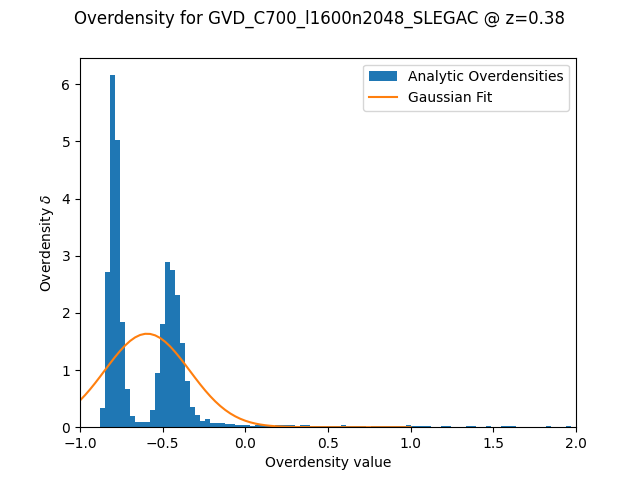 Overdensity for GVD_C700_l1600n2048_SLEGAC @ z=0.38
Analytic Overdensities
Gaussian Fit
Overdensity δ
6
5
4
3
2
1
0
−1.0 −0.5 0.0 0.5 1.0 1.5 2.0
Overdensity value